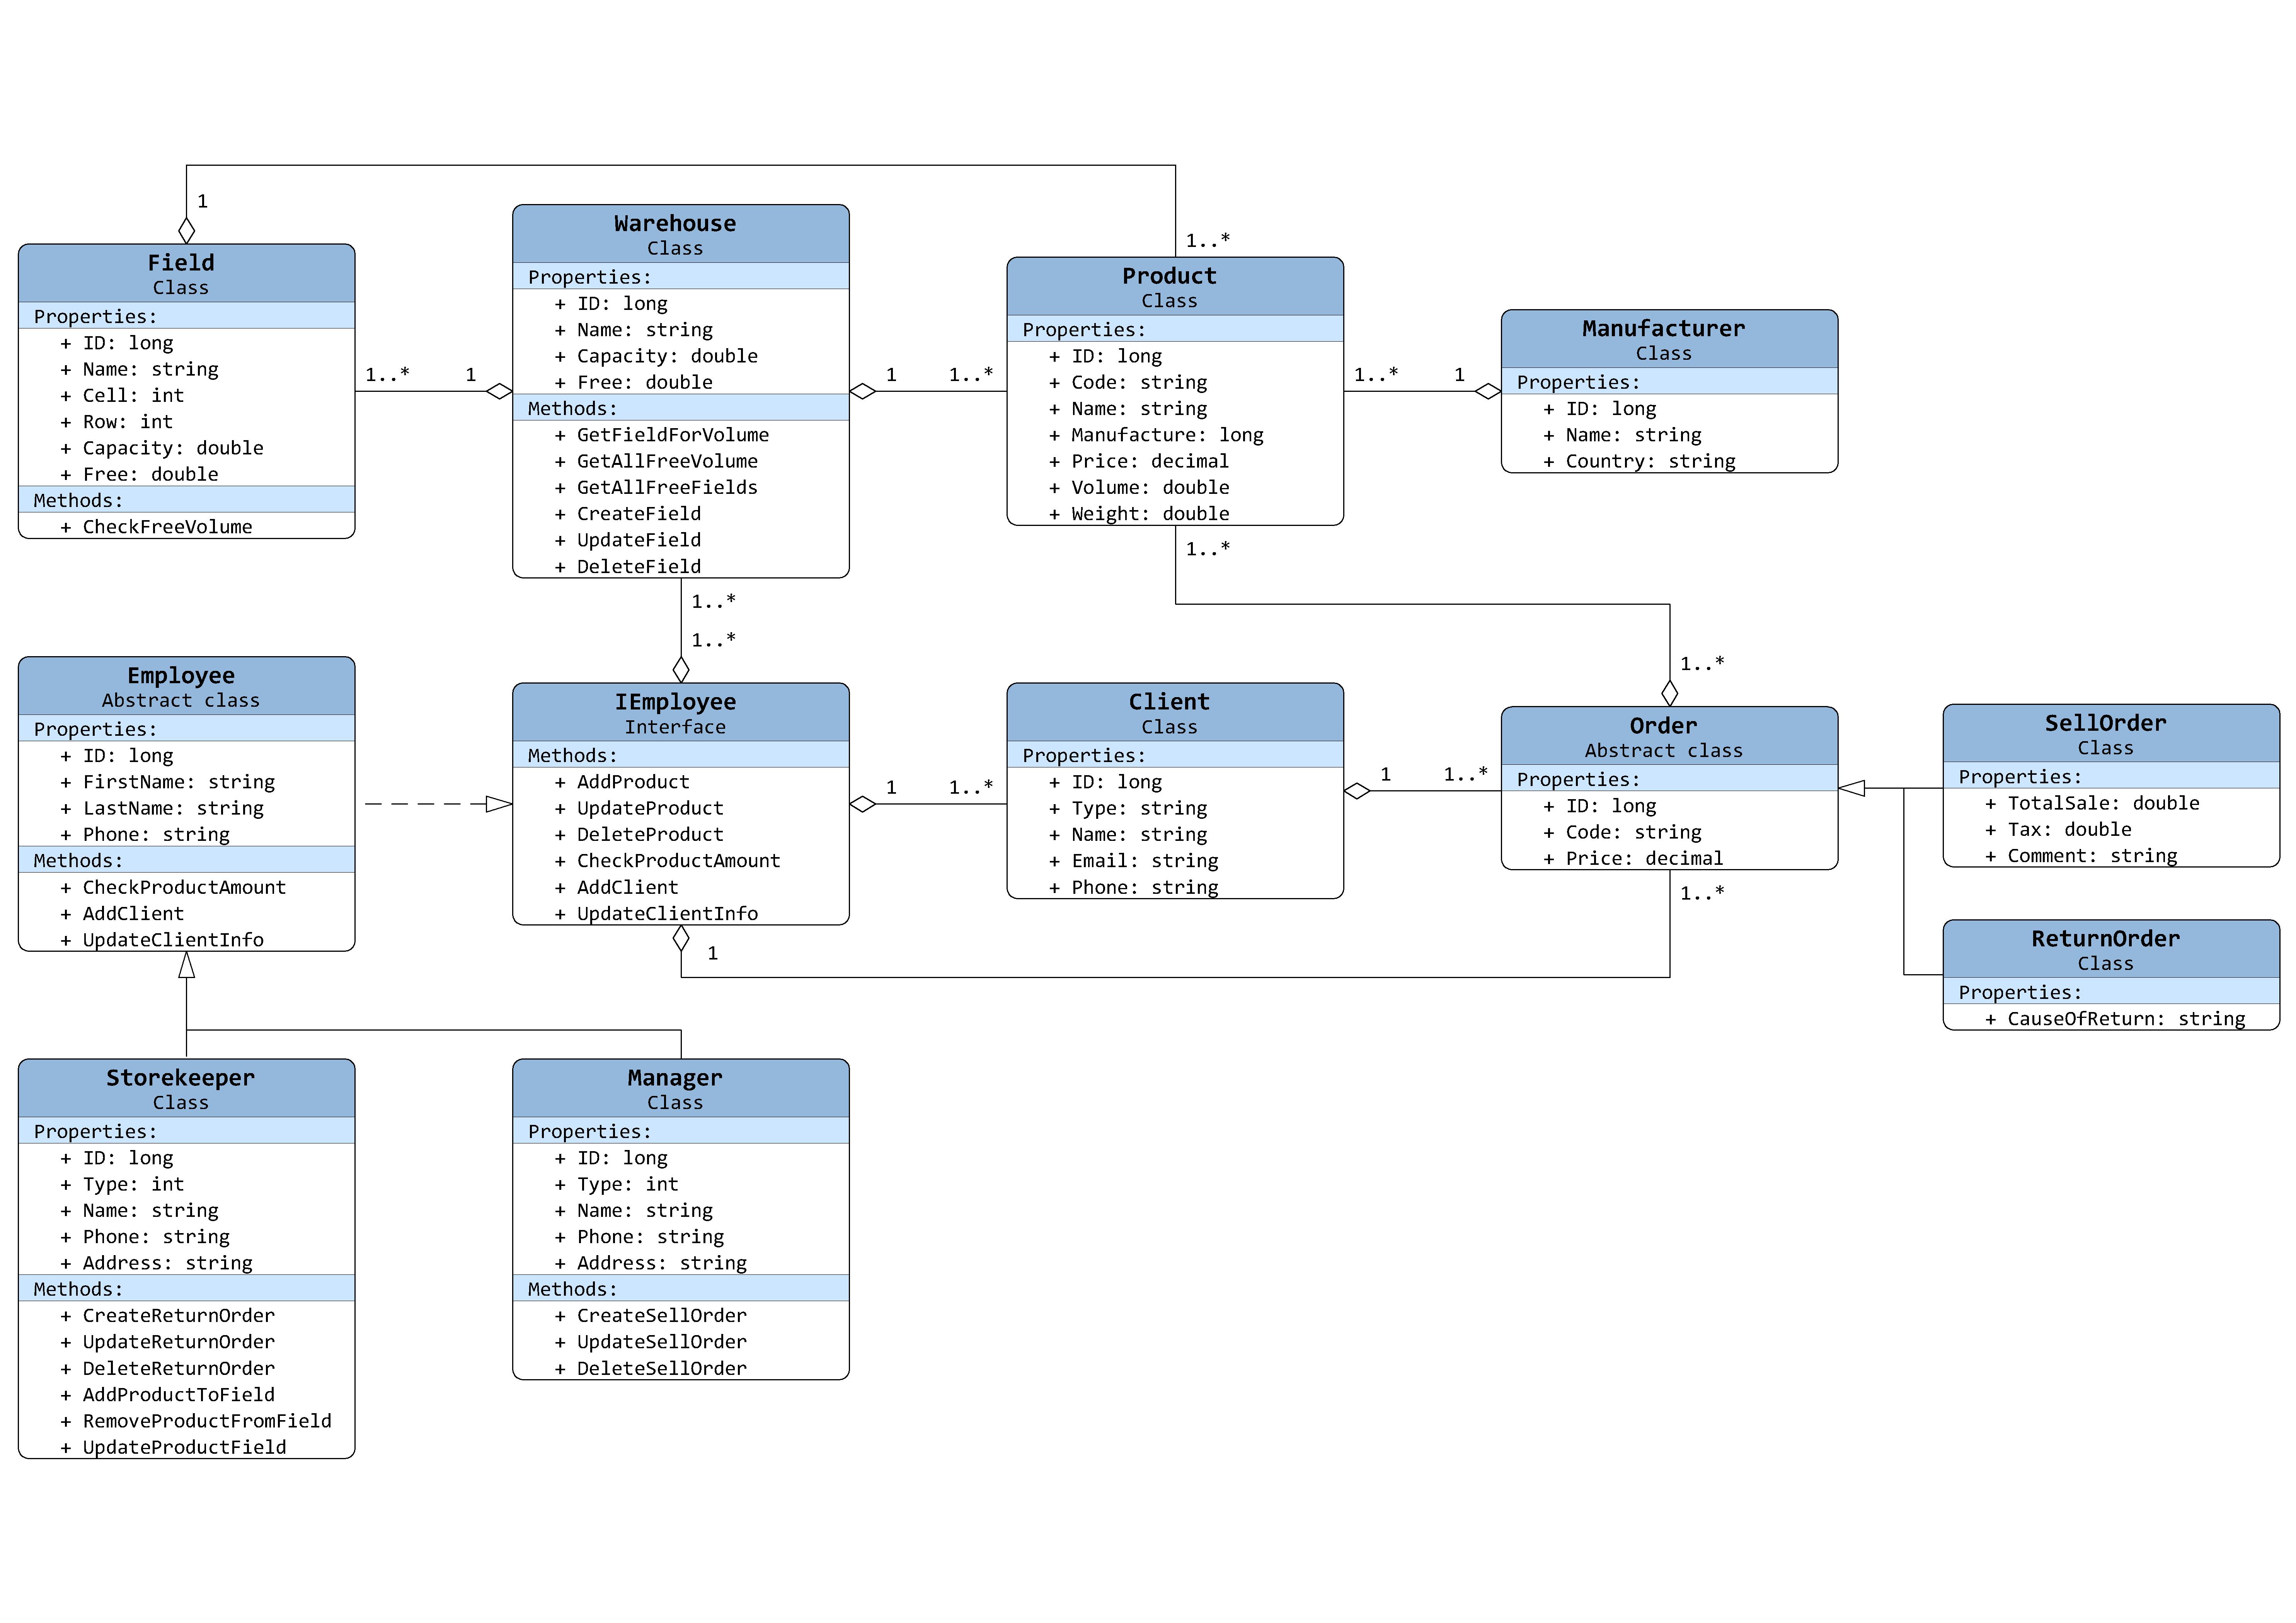 1
1..*
Field
Class
Properties:
+ ID: long
+ Name: string
+ Cell: int
+ Row: int
+ Capacity: double
+ Free: double
Methods:
+ CheckFreeVolume
1..*
1
Warehouse
Class
Properties:
+ ID: long
+ Name: string
+ Capacity: double
+ Free: double
Methods:
+ GetFieldForVolume
+ GetAllFreeVolume
+ GetAllFreeFields
+ CreateField
+ UpdateField
+ DeleteField
1
1..*
Product
Class
Properties:
+ ID: long
+ Code: string
+ Name: string
+ Manufacture: long
+ Price: decimal
+ Volume: double
+ Weight: double
1..*
1
Manufacturer
Class
Properties:
+ ID: long
+ Name: string
+ Country: string
1..*
1..*
1..*
1..*
Employee
Abstract class
Properties:
+ ID: long
+ FirstName: string
+ LastName: string
+ Phone: string
Methods:
+ CheckProductAmount
+ AddClient
+ UpdateClientInfo
IEmployee
Interface
Methods:
+ AddProduct
+ UpdateProduct
+ DeleteProduct
+ CheckProductAmount
+ AddClient
+ UpdateClientInfo
1
1..*
Client
Class
Properties:
+ ID: long
+ Type: string
+ Name: string
+ Email: string
+ Phone: string
1
1..*
Order
Abstract class
Properties:
+ ID: long
+ Code: string
+ Price: decimal
1..*
1
SellOrder
Class
Properties:
+ TotalSale: double
+ Tax: double
+ Comment: string
ReturnOrder
Class
Properties:
+ CauseOfReturn: string
Storekeeper
Class
Properties:
+ ID: long
+ Type: int
+ Name: string
+ Phone: string
+ Address: string
Methods:
+ CreateReturnOrder
+ UpdateReturnOrder
+ DeleteReturnOrder
+ AddProductToField
+ RemoveProductFromField
+ UpdateProductField
Manager
Class
Properties:
+ ID: long
+ Type: int
+ Name: string
+ Phone: string
+ Address: string
Methods:
+ CreateSellOrder
+ UpdateSellOrder
+ DeleteSellOrder